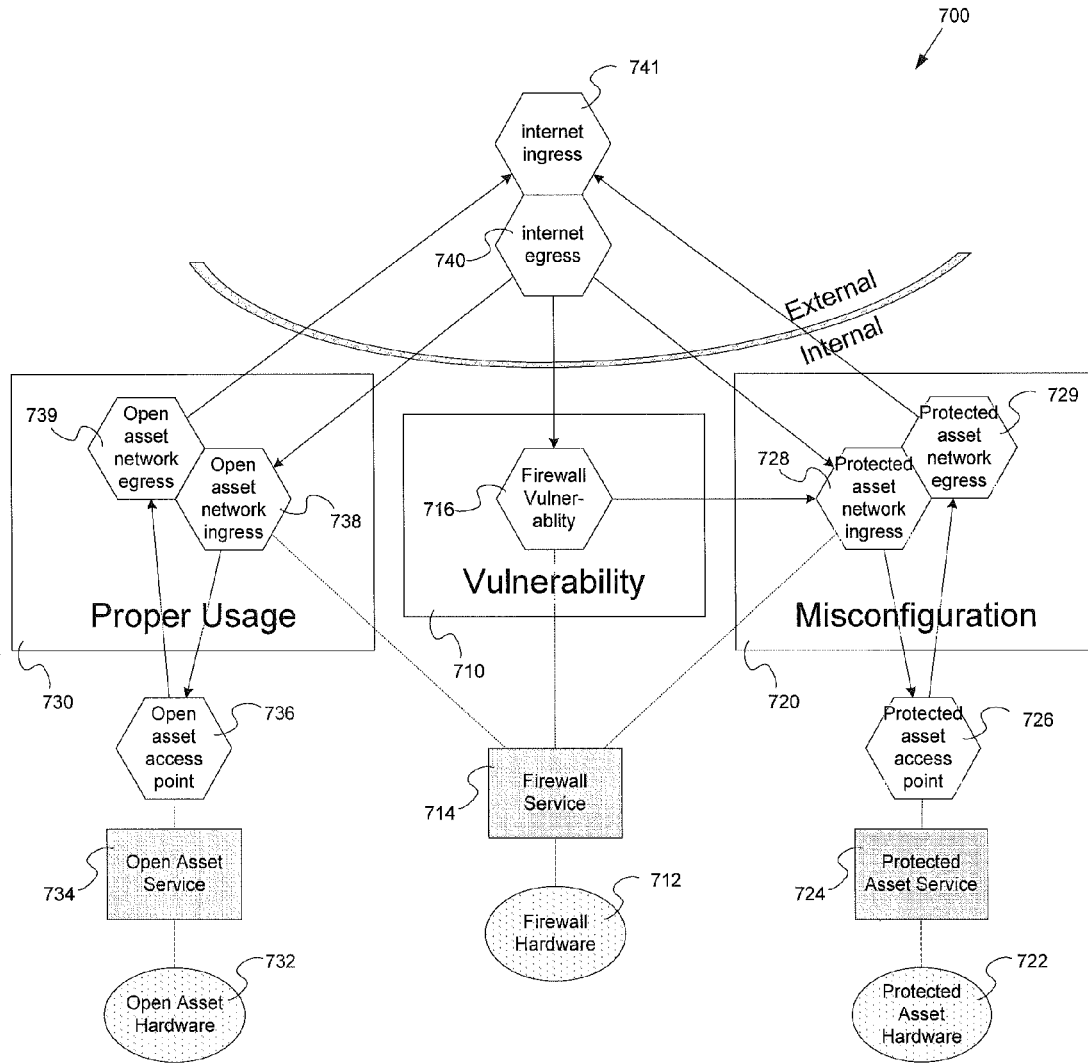 700
741
internet
ingress
internet
egress
740
External
Internal
739
Open
asset
network
egress
Open
asset
network
ingress
738
Proper Usage
730
716
Firewall
Vulner-
ablity
Vulnerability
710
Protected
asset
network
egress
729
728
Protected
asset
network
ingress
Misconfiguration
720
Open
asset
access
point
736
Firewall
Service
714
Protected
asset
access
point
726
Open Asset
Service
734
Firewall
Hardware
712
Protected
Asset Service
724
Open Asset
Hardware
732
Protected
Asset
Hardware
722